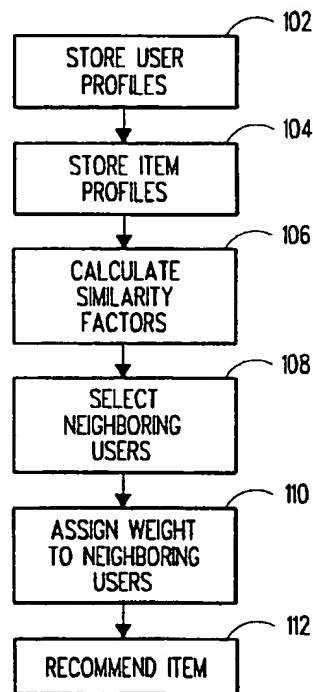 102
STORE USER
PROFILES
104
STORE ITEM
PROFILES
106
CALCULATE
SIMILARITY
FACTORS
108
SELECT
NEIGHBORING
USERS
110
ASSIGN WEIGHT
TO NEIGHBORING
USERS
112
RECOMMEND ITEM